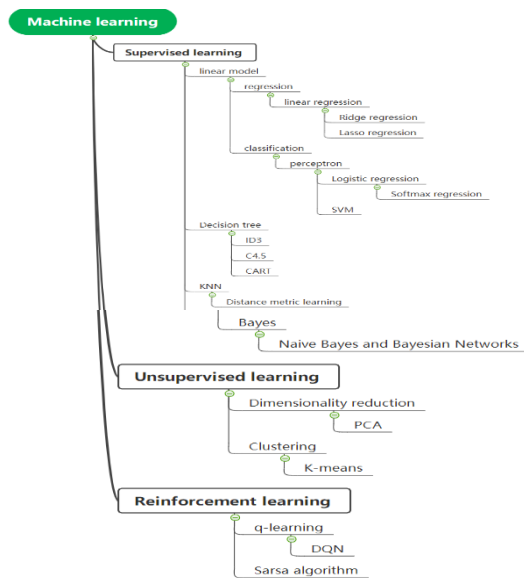 Machine learning
Supervised learning
linear model
regression
linear regression
Ridge regression
Lasso regression
classification
perceptron
Logistic regression
Softmax regression
SVM
Decision tree
ID3
C4.5
CART
KNN
Distance metric learning
Bayes
Naive Bayes and Bayesian Networks
Unsupervised learning
Dimensionality reduction
PCA
Clustering
K-means
Reinforcement learning
q-learning
DQN
Sarsa algorithm